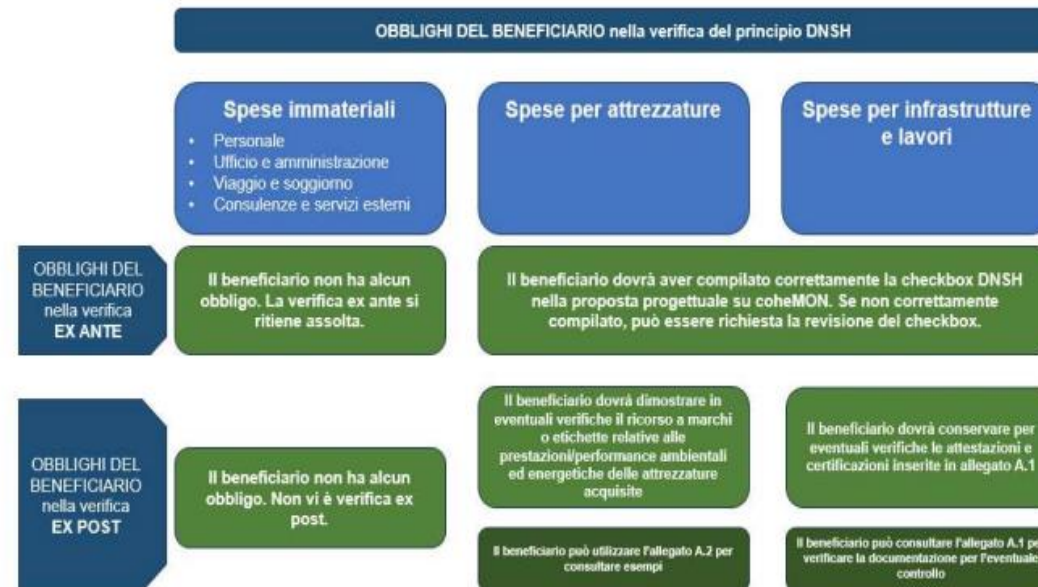 OBBLIGHI DEL BENEFICIARIO nella verifica del principio DNSH
Spese immateriali
• Personale
• Ufficio e amministrazione
• Viaggio e soggiorno
• Consulenze e servizi esterni
Spese per attrezzature
Spese per infrastrutture
e lavori
OBBLIGHI DEL
BENEFICIARIO
nella verifica
EX ANTE
Il beneficiario non ha alcun
obbligo. La verifica ex ante si
ritiene assolta.
Il beneficiario dovrà aver compilato correttamente la checkbox DNSH
nella proposta progettuale su coheMON. Se non correttamente
compilato, può essere richiesta la revisione del checkbox.
OBBLIGHI DEL
BENEFICIARIO
nella verifica
EX POST
Il beneficiario non ha alcun
obbligo. Non vi è verifica ex
post.
Il beneficiario dovrà dimostrare in
eventuali verifiche il ricorso a marchi
o etichette relative alle
prestazioni/performance ambientali
ed energetiche delle attrezzature
acquisite
Il beneficiario dovrà conservare per
eventuali verifiche le attestazioni e
certificazioni inserite in allegato A.1
Il beneficiario può utilizzare l'allegato A.2 per
consultare esempi
Il beneficiario può consultare l'allegato A.1 per
verificare la documentazione per l'eventuale
controllo